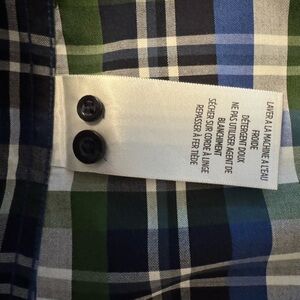 LAVER A LA MACHINE A L'EAU
FROIDE
DÉTERGENT DOUX
NE PAS UTILISER AGENT DE
BLANCHIMENT
SÉCHER SUR CORDE À LINGE
REPASSER À FER TIÈDE